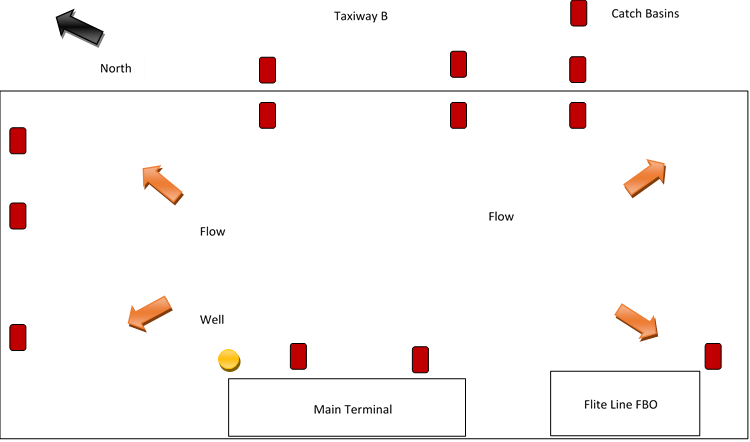 Taxiway B
Catch Basins
North
Flow
Flow
Well
Main Terminal
Flite Line FBO